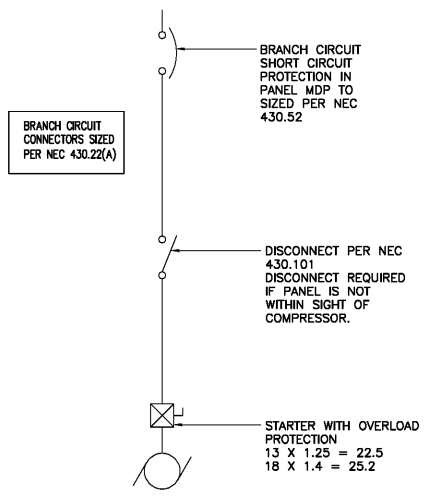 BRANCH CIRCUIT
SHORT CIRCUIT
PROTECTION IN
PANEL MDP TO
SIZED PER NEC
430.52
BRANCH CIRCUIT
CONNECTORS SIZED
PER NEC 430.22(A)
DISCONNECT PER NEC
430.101
DISCONNECT REQUIRED
IF PANEL IS NOT
WITHIN SIGHT OF
COMPRESSOR.
STARTER WITH OVERLOAD
PROTECTION
13 X 1.25 = 22.5
18 X 1.4 = 25.2